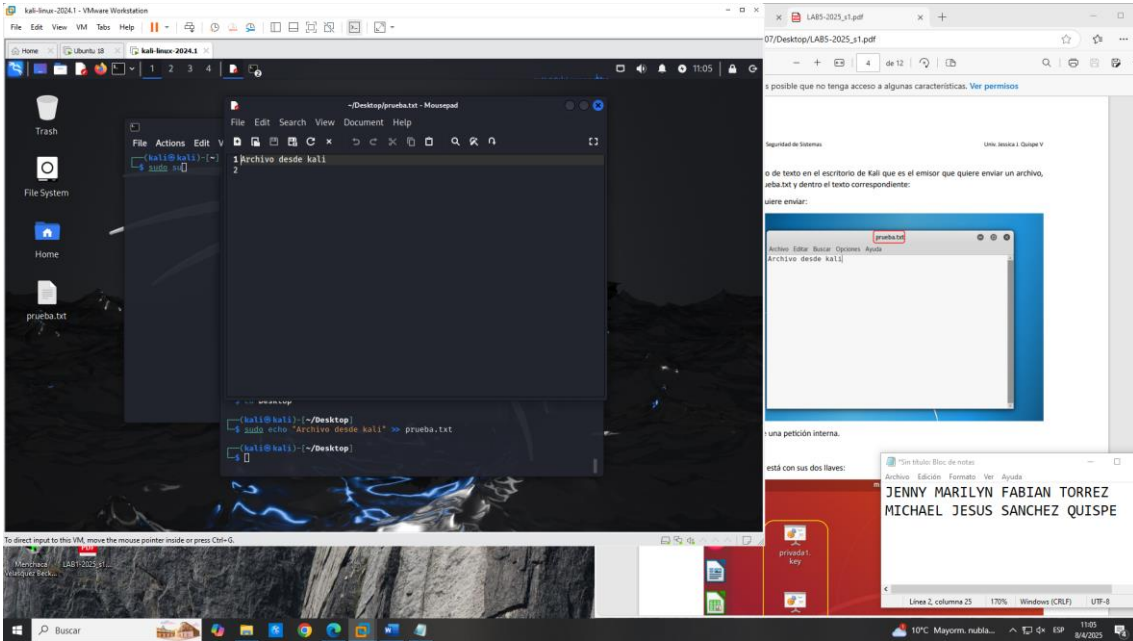 kali-linux-2024.1 - VMware Workstation
File Edit View VM Tabs Help
Home Ubuntu 18 kali-linux-2024.1
1 2 3 4 11:05
Trash
File System
Home
prueba.txt
File Actions Edit V
(kali㉿kali)-[~]
$ sudo su
~/Desktop/prueba.txt - Mousepad
File Edit Search View Document Help
1 Archivo desde kali
2
(kali㉿kali)-[~/Desktop]
$ sudo echo "Archivo desde kali" >> prueba.txt
(kali㉿kali)-[~/Desktop]
$
To direct input to this VM, move the mouse pointer inside or press Ctrl+G.
LAB5-2025_s1.pdf
07/Desktop/LAB5-2025_s1.pdf
4 de 12
s posible que no tenga acceso a algunas características. Ver permisos
Seguridad de Sistemas Univ. Jessica J. Quispe V
o de texto en el escritorio de Kali que es el emisor que quiere enviar un archivo,
ueba.txt y dentro el texto correspondiente:
uiere enviar:
prueba.txt
Archivo Editar Buscar Opciones Ayuda
Archivo desde kali
una petición interna.
está con sus dos llaves:
privada1.
key
*Sin título: Bloc de notas
Archivo Edición Formato Ver Ayuda
JENNY MARILYN FABIAN TORREZ
MICHAEL JESUS SANCHEZ QUISPE
Línea 2, columna 25 170% Windows (CRLF) UTF-8
Menchaca
Velasquez Beck...
PDF
LAB1-2025_s1....
Buscar
10°C Mayorm. nubla... ESP 11:05
8/4/2025